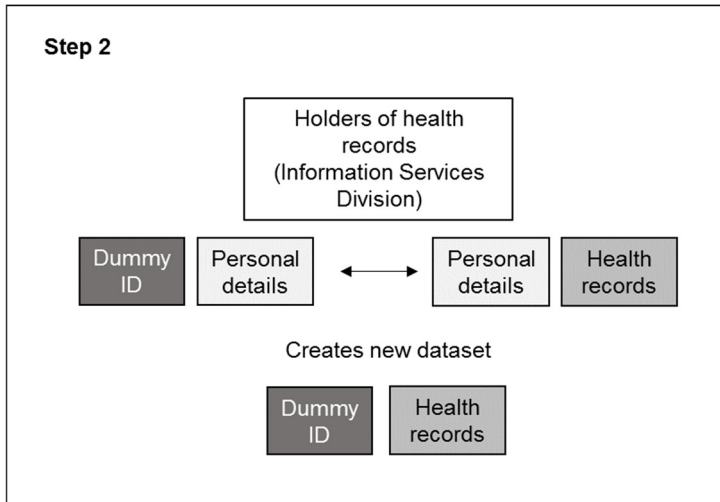 Step 2
Holders of health
records
(Information Services
Division)
Dummy
ID
Personal
details
Personal
details
Health
records
Creates new dataset
Dummy
ID
Health
records